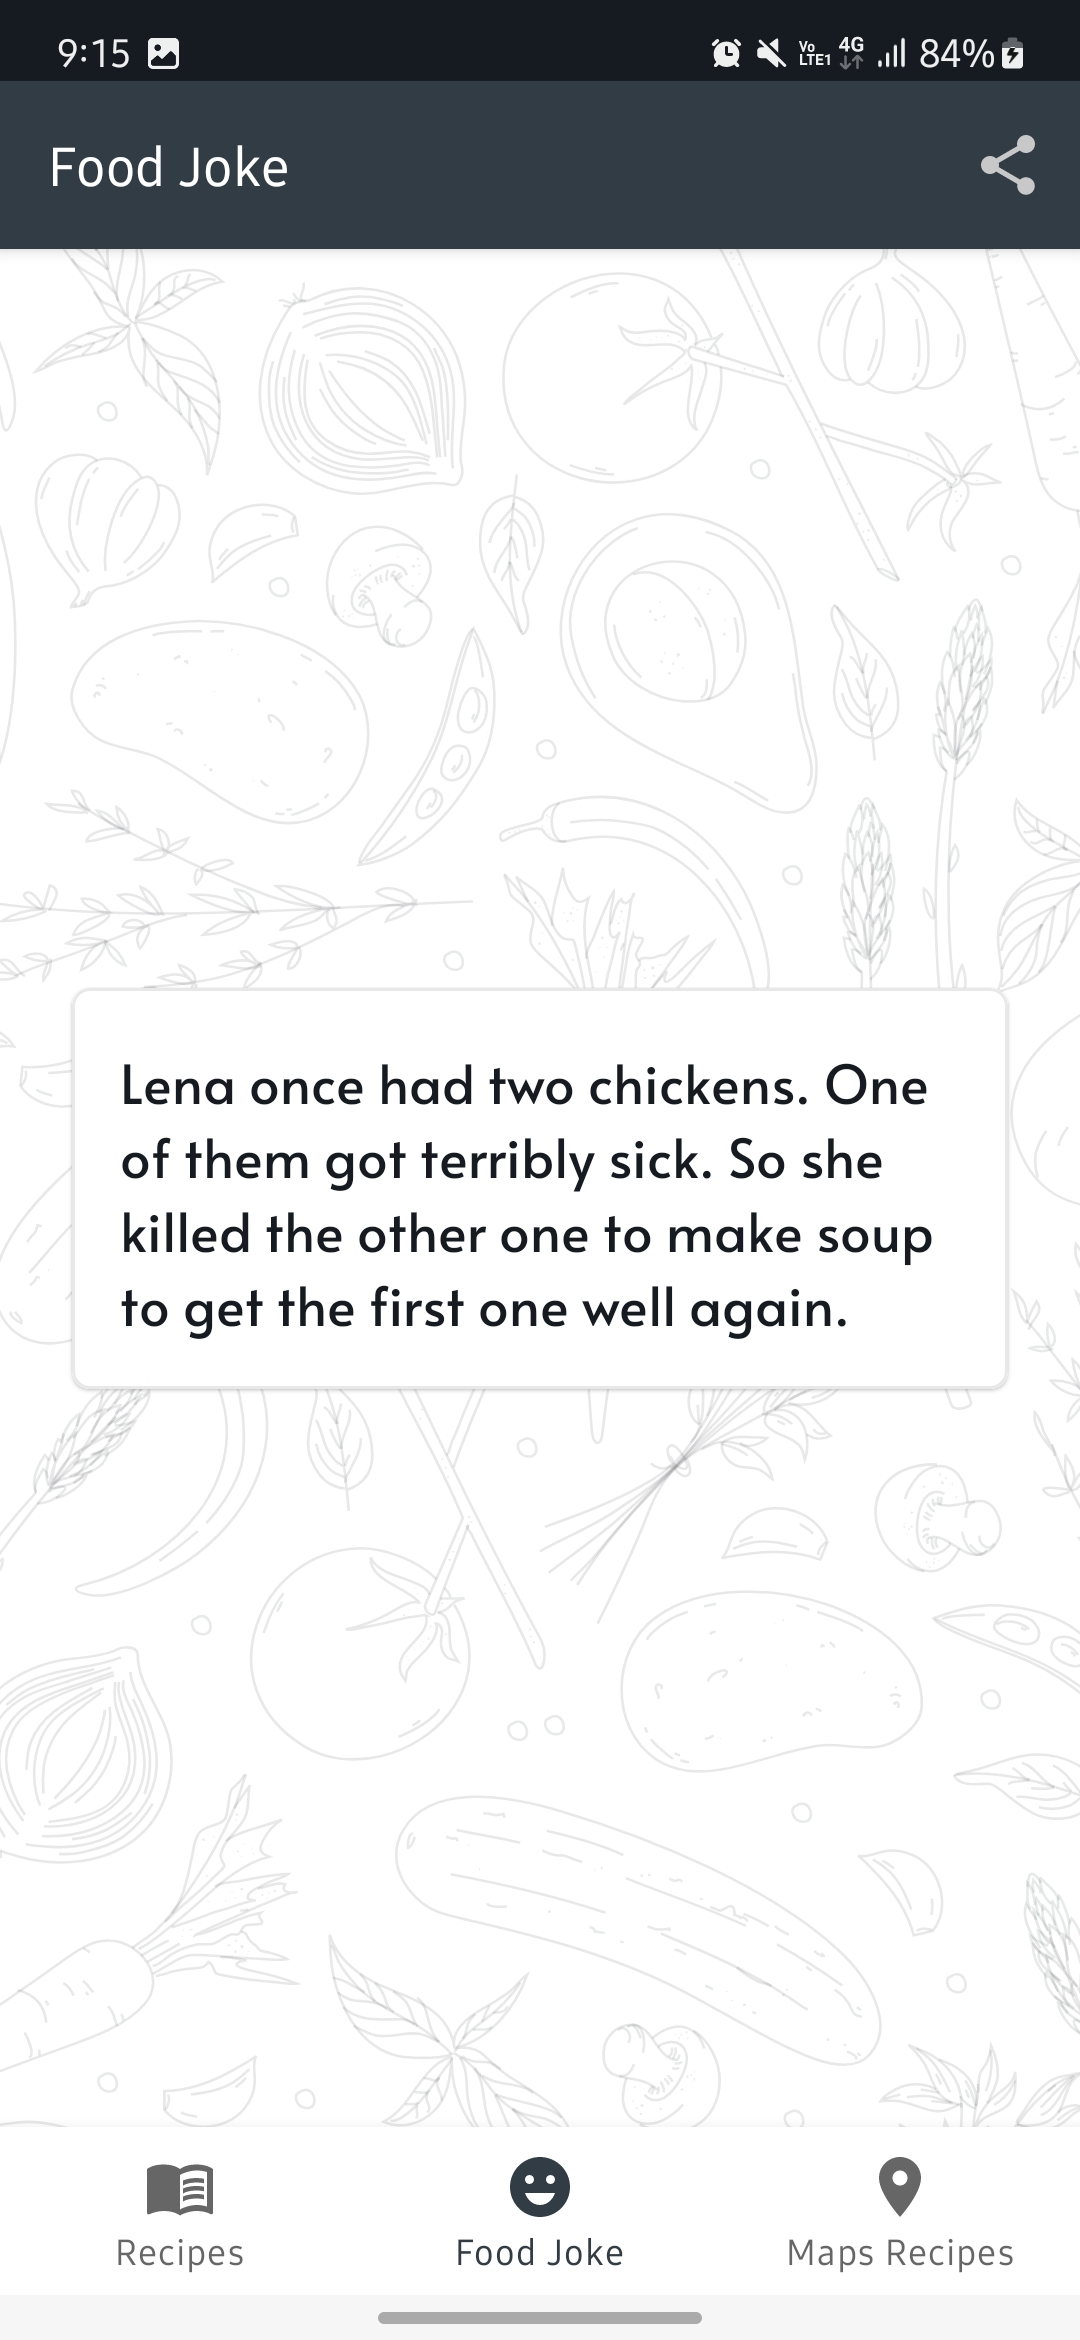 9:15
Vo LTE1 4G 84%
Food Joke
Lena once had two chickens. One
of them got terribly sick. So she
killed the other one to make soup
to get the first one well again.
Recipes
Food Joke
Maps Recipes